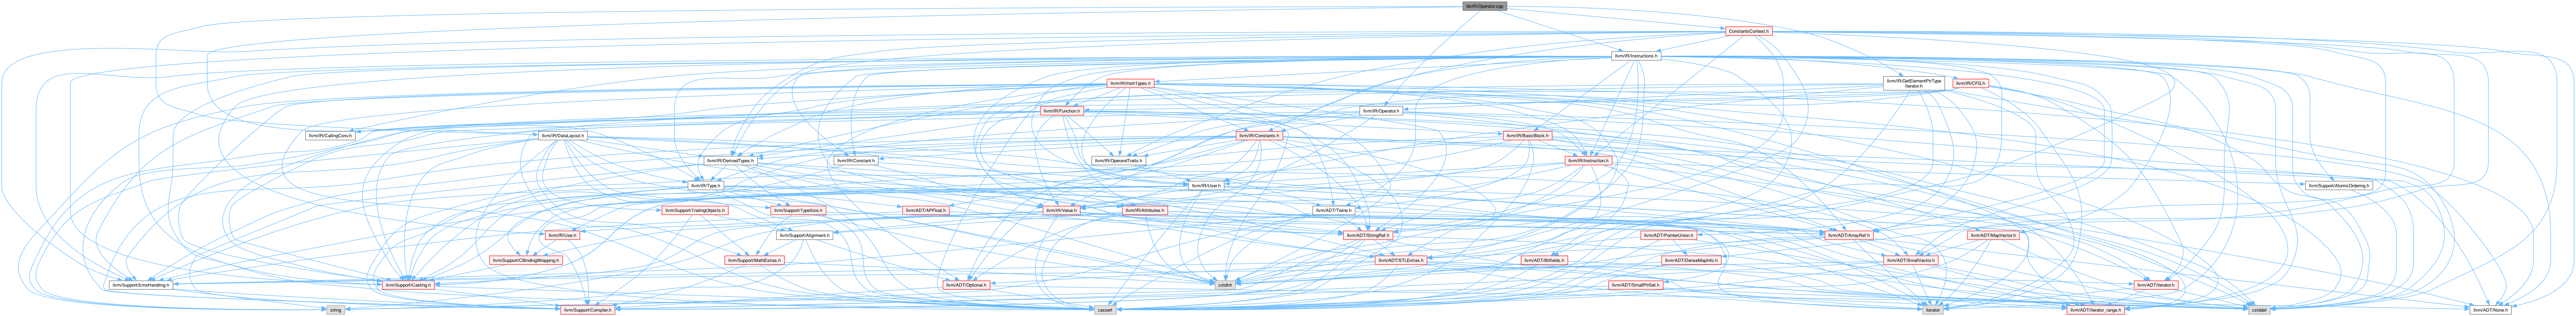 lib/IR/Operator.cpp
ConstantsContext.h
llvm/IR/Instructions.h
llvm/IR/InstrTypes.h
llvm/IR/GetElementPtrType
Iterator.h
llvm/IR/CFG.h
llvm/IR/Function.h
llvm/IR/Operator.h
llvm/IR/CallingConv.h
llvm/IR/DataLayout.h
llvm/IR/Constants.h
llvm/IR/BasicBlock.h
llvm/IR/DerivedTypes.h
llvm/IR/Constant.h
llvm/IR/OperandTraits.h
llvm/IR/Instruction.h
llvm/IR/Type.h
llvm/IR/User.h
llvm/Support/AtomicOrdering.h
llvm/Support/TrailingObjects.h
llvm/Support/TypeSize.h
llvm/ADT/APFloat.h
llvm/IR/Value.h
llvm/IR/Attributes.h
llvm/ADT/Twine.h
llvm/IR/Use.h
llvm/Support/Alignment.h
llvm/ADT/StringRef.h
llvm/ADT/PointerUnion.h
llvm/ADT/ArrayRef.h
llvm/ADT/MapVector.h
llvm/Support/CBindingWrapping.h
llvm/Support/MathExtras.h
llvm/ADT/STLExtras.h
llvm/ADT/Bitfields.h
llvm/ADT/DenseMapInfo.h
llvm/ADT/SmallVector.h
llvm/Support/ErrorHandling.h
llvm/Support/Casting.h
llvm/ADT/Optional.h
cstdint
llvm/ADT/SmallPtrSet.h
llvm/ADT/iterator.h
string
llvm/Support/Compiler.h
cassert
iterator
llvm/ADT/iterator_range.h
cstddef
llvm/ADT/None.h